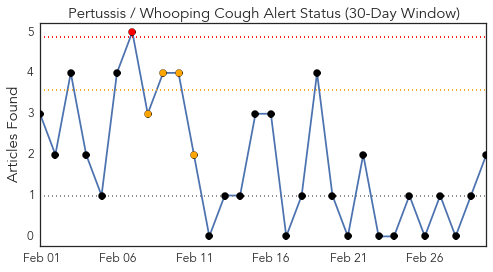 Pertussis / Whooping Cough Alert Status (30-Day Window)
Articles Found
5
4
3
2
1
0
Feb 01 Feb 06 Feb 11 Feb 16 Feb 21 Feb 26